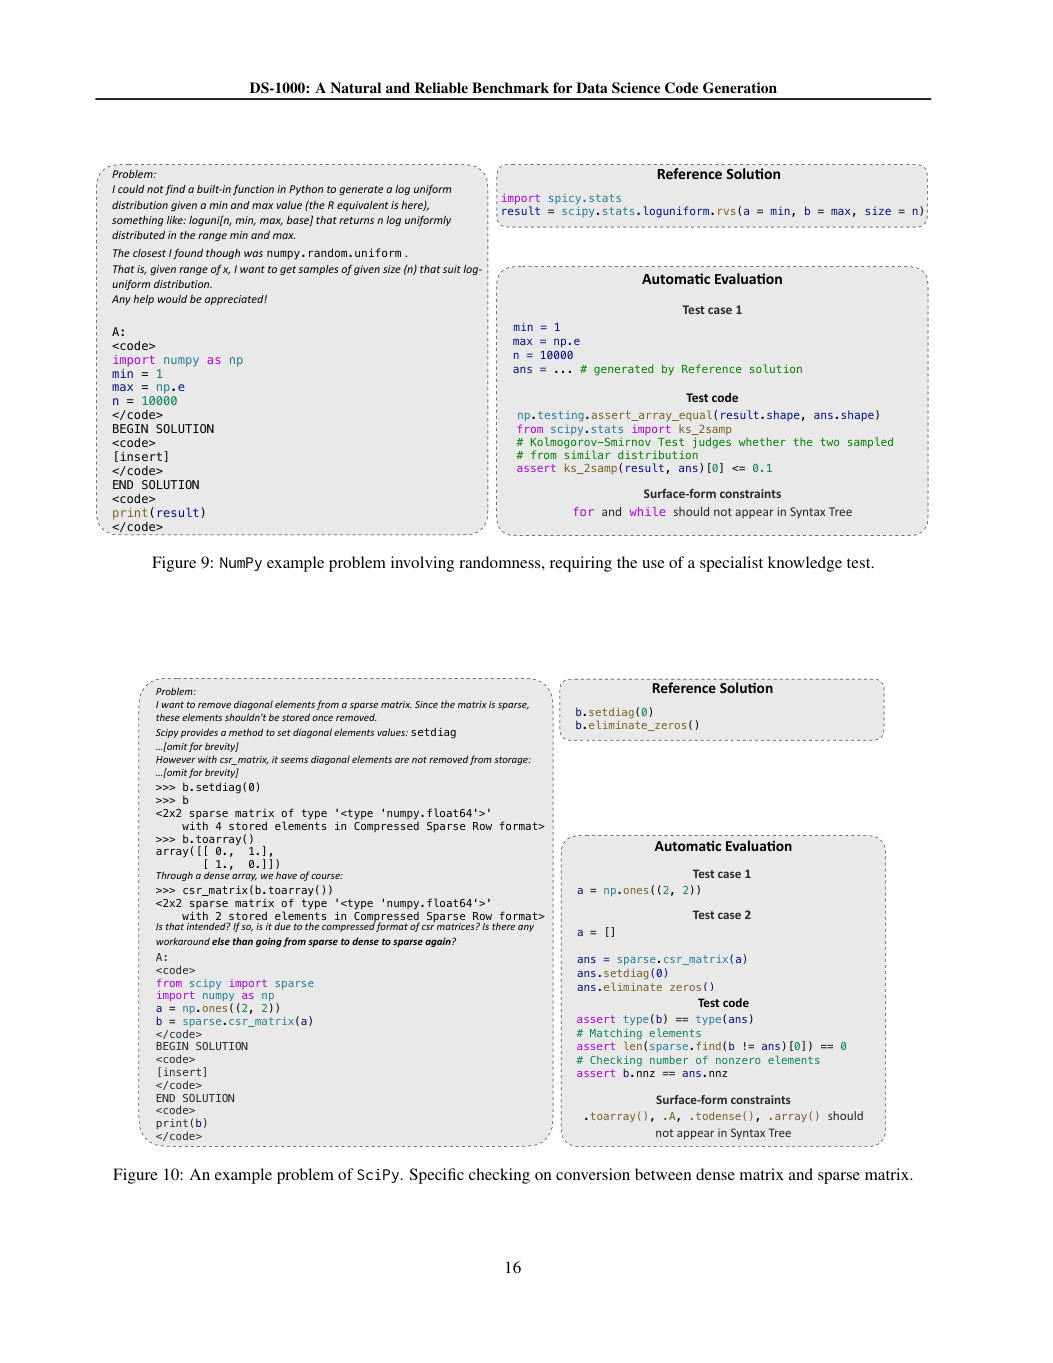 DS-1000: A Natural and Reliable Benchmark for Data Science Code Generation
Problem:
I could not find a built-in function in Python to generate a log uniform
distribution given a min and max value (the R equivalent is here),
something like: loguni[n, min, max, base] that returns n log uniformly
distributed in the range min and max.
The closest I found though was numpy.random.uniform .
That is, given range of x, I want to get samples of given size (n) that suit log-
uniform distribution.
Any help would be appreciated!
A:
<code>
import numpy as np
min = 1
max = np.e
n = 10000
</code>
BEGIN SOLUTION
<code>
[insert]
</code>
END SOLUTION
<code>
print(result)
</code>
Reference Solution
import spicy.stats
result = scipy.stats.loguniform.rvs(a = min, b = max, size = n)
Automatic Evaluation
Test case 1
min = 1
max = np.e
n = 10000
ans = ... # generated by Reference solution
Test code
np.testing.assert_array_equal(result.shape, ans.shape)
from scipy.stats import ks_2samp
# Kolmogorov–Smirnov Test judges whether the two sampled
# from similar distribution
assert ks_2samp(result, ans)[0] <= 0.1
Surface-form constraints
for and while should not appear in Syntax Tree
Figure 9: NumPy example problem involving randomness, requiring the use of a specialist knowledge test.
Problem:
I want to remove diagonal elements from a sparse matrix. Since the matrix is sparse,
these elements shouldn't be stored once removed.
Scipy provides a method to set diagonal elements values: setdiag
...[omit for brevity]
However with csr_matrix, it seems diagonal elements are not removed from storage:
...[omit for brevity]
>>> b.setdiag(0)
>>> b
<2x2 sparse matrix of type '<type 'numpy.float64'>'
with 4 stored elements in Compressed Sparse Row format>
>>> b.toarray()
array([[ 0., 1.],
[ 1., 0.]])
Through a dense array, we have of course:
>>> csr_matrix(b.toarray())
<2x2 sparse matrix of type '<type 'numpy.float64'>'
with 2 stored elements in Compressed Sparse Row format>
Is that intended? If so, is it due to the compressed format of csr matrices? Is there any
workaround else than going from sparse to dense to sparse again?
A:
<code>
from scipy import sparse
import numpy as np
a = np.ones((2, 2))
b = sparse.csr_matrix(a)
</code>
BEGIN SOLUTION
<code>
[insert]
</code>
END SOLUTION
<code>
print(b)
</code>
Reference Solution
b.setdiag(0)
b.eliminate_zeros()
Automatic Evaluation
Test case 1
a = np.ones((2, 2))
Test case 2
a = []
ans = sparse.csr_matrix(a)
ans.setdiag(0)
ans.eliminate_zeros()
Test code
assert type(b) == type(ans)
# Matching elements
assert len(sparse.find(b != ans)[0]) == 0
# Checking number of nonzero elements
assert b.nnz == ans.nnz
Surface-form constraints
.toarray(), .A, .todense(), .array() should
not appear in Syntax Tree
Figure 10: An example problem of SciPy. Specific checking on conversion between dense matrix and sparse matrix.
16